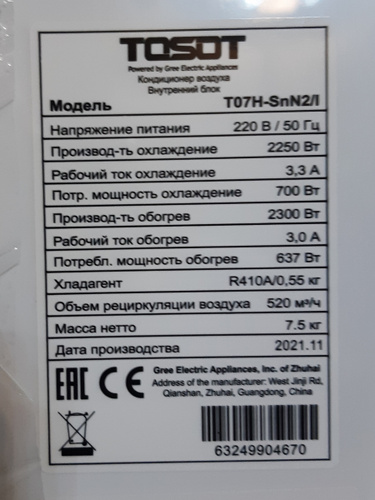 TOSOT
Powered by Gree Electric Appliances
Кондиционер воздуха
Внутренний блок
Модель T07H-SnN2/I
Напряжение питания 220 В / 50 Гц
Производ-ть охлаждение 2250 Вт
Рабочий ток охлаждение 3,3 А
Потр. мощность охлаждение 700 Вт
Производ-ть обогрев 2300 Вт
Рабочий ток обогрев 3,0 А
Потребл. мощность обогрев 637 Вт
Хладагент R410A/0,55 кг
Объем рециркуляции воздуха 520 м³/ч
Масса нетто 7.5 кг
Дата производства 2021.11
EAC CE
Gree Electric Appliances, Inc. of Zhuhai
Address of the manufacturer: West Jinji Rd,
Qianshan, Zhuhai, Guangdong, China
63249904670